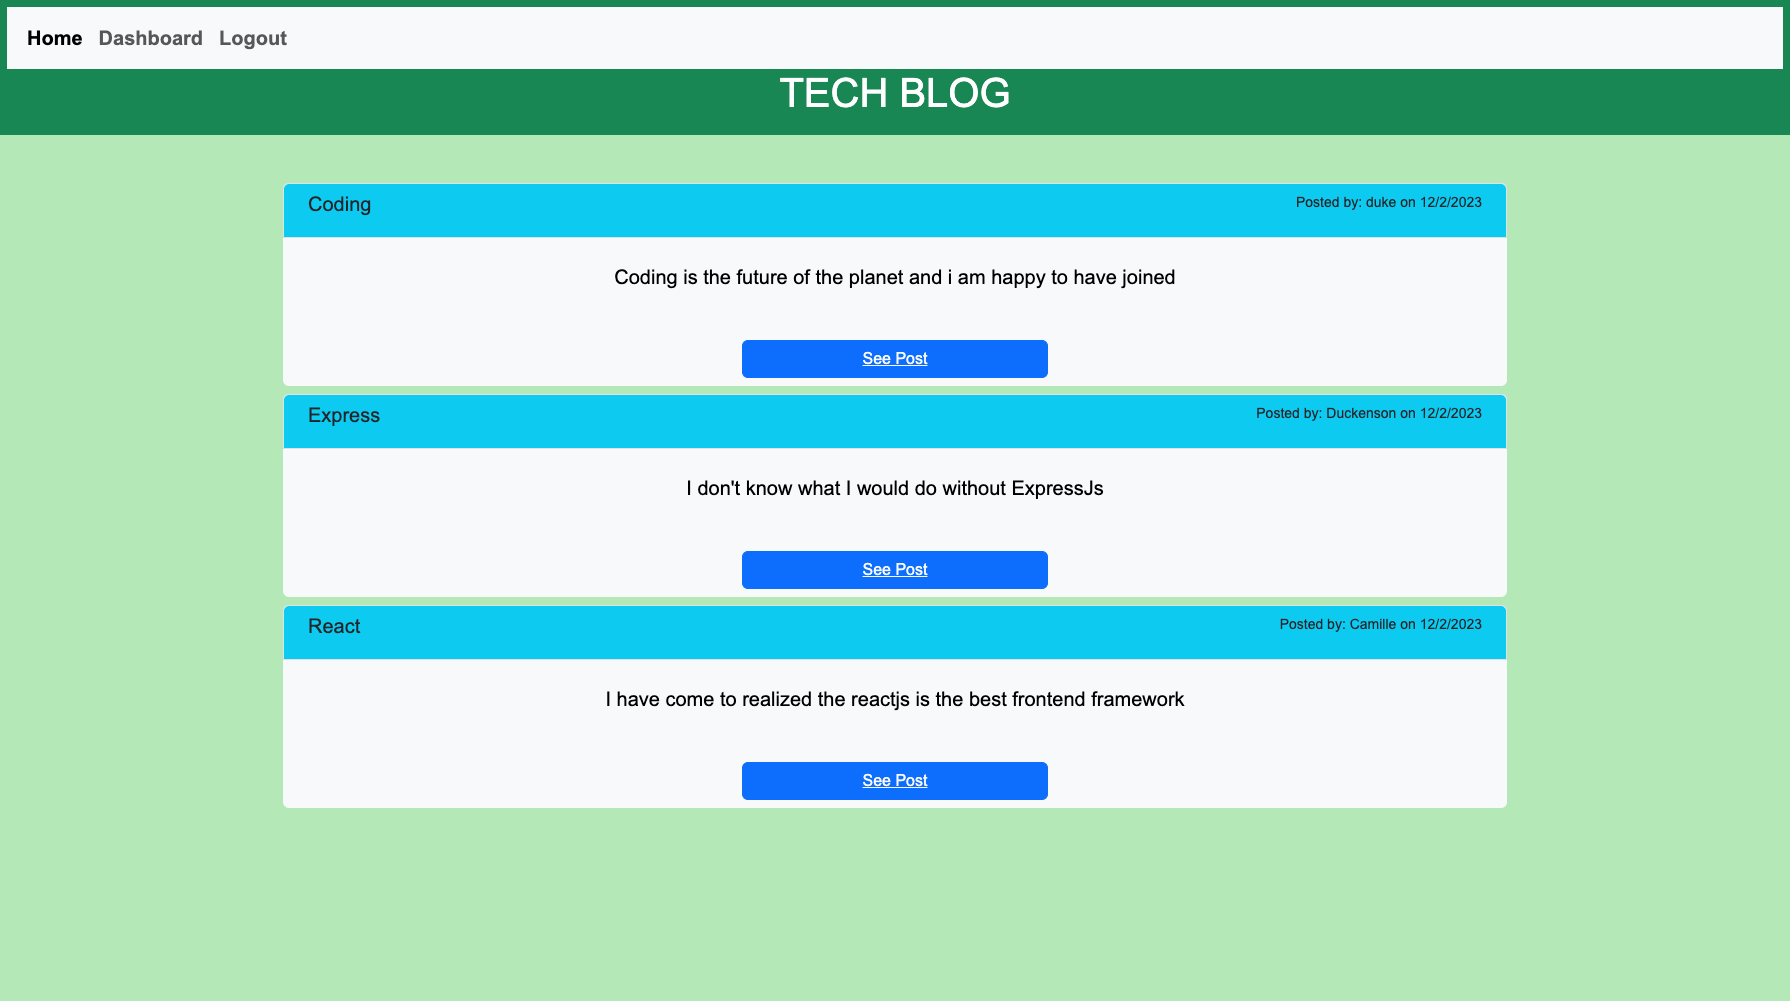 Home Dashboard Logout
TECH BLOG
Coding
Posted by: duke on 12/2/2023
Coding is the future of the planet and i am happy to have joined
See Post
Express
Posted by: Duckenson on 12/2/2023
I don't know what I would do without ExpressJs
See Post
React
Posted by: Camille on 12/2/2023
I have come to realized the reactjs is the best frontend framework
See Post